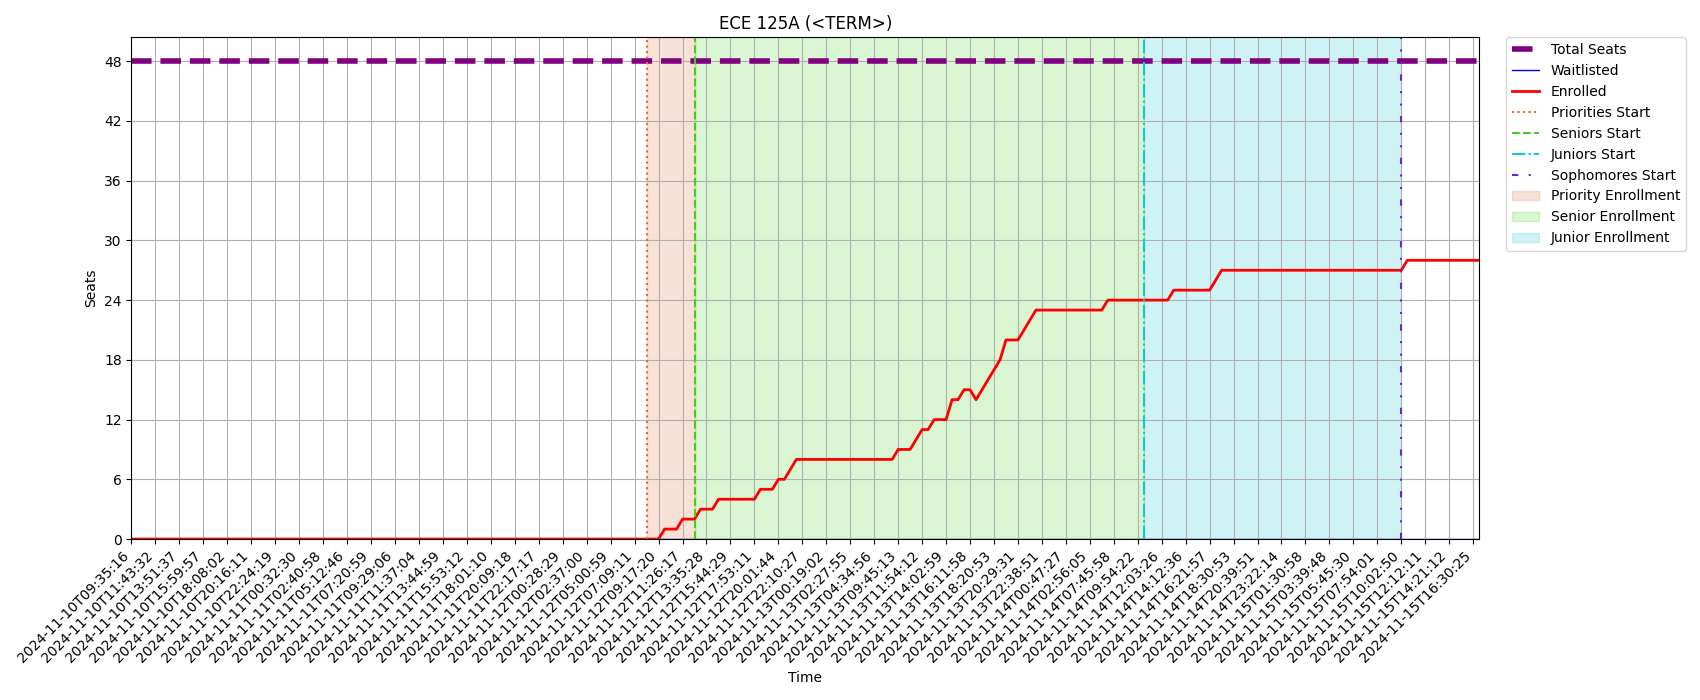 ECE 125A (<TERM>)
Total Seats
Waitlisted
Enrolled
Priorities Start
Seniors Start
Juniors Start
Sophomores Start
Priority Enrollment
Senior Enrollment
Junior Enrollment
Seats
48
42
36
30
24
18
12
6
0
2024-11-10T09:35:16
2024-11-10T11:43:32
2024-11-10T13:51:37
2024-11-10T15:59:57
2024-11-10T18:08:02
2024-11-10T20:16:11
2024-11-10T22:24:19
2024-11-11T00:32:30
2024-11-11T02:40:58
2024-11-11T05:12:46
2024-11-11T07:20:59
2024-11-11T09:29:06
2024-11-11T11:37:04
2024-11-11T13:44:59
2024-11-11T15:53:12
2024-11-11T18:01:10
2024-11-11T20:09:18
2024-11-11T22:17:17
2024-11-12T00:28:29
2024-11-12T02:37:00
2024-11-12T05:00:59
2024-11-12T07:09:11
2024-11-12T09:17:20
2024-11-12T11:26:17
2024-11-12T13:35:28
2024-11-12T15:44:29
2024-11-12T17:53:11
2024-11-12T20:01:44
2024-11-12T22:10:27
2024-11-13T00:19:02
2024-11-13T02:27:55
2024-11-13T04:34:56
2024-11-13T09:45:13
2024-11-13T11:54:12
2024-11-13T14:02:59
2024-11-13T16:11:58
2024-11-13T18:20:53
2024-11-13T20:29:31
2024-11-13T22:38:51
2024-11-14T00:47:27
2024-11-14T02:56:05
2024-11-14T07:45:58
2024-11-14T09:54:22
2024-11-14T12:03:26
2024-11-14T14:12:36
2024-11-14T16:21:57
2024-11-14T18:30:53
2024-11-14T20:39:51
2024-11-14T23:22:14
2024-11-15T01:30:58
2024-11-15T03:39:48
2024-11-15T05:45:30
2024-11-15T07:54:01
2024-11-15T10:02:50
2024-11-15T12:12:11
2024-11-15T14:21:12
2024-11-15T16:30:25
Time